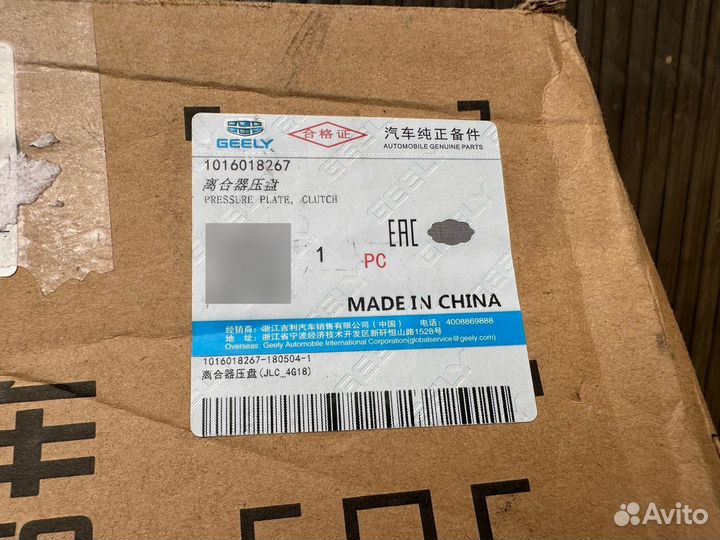 GEELY
合格证
汽车纯正备件
AUTOMOBILE GENUINE PARTS
1016018267
离合器压盘
PRESSURE PLATE, CLUTCH
1 PC
EAC
MADE IN CHINA
经销商：浙江吉利汽车销售有限公司（中国） 电话：4008869888
地 址：浙江省宁波经济技术开发区新矸恒山路1528号
Overseas: Geely Automobile International Corporation(globalservice@geely.com)
1016018267-180504-1
离合器压盘(JLC_4G18)
EAC
Avito